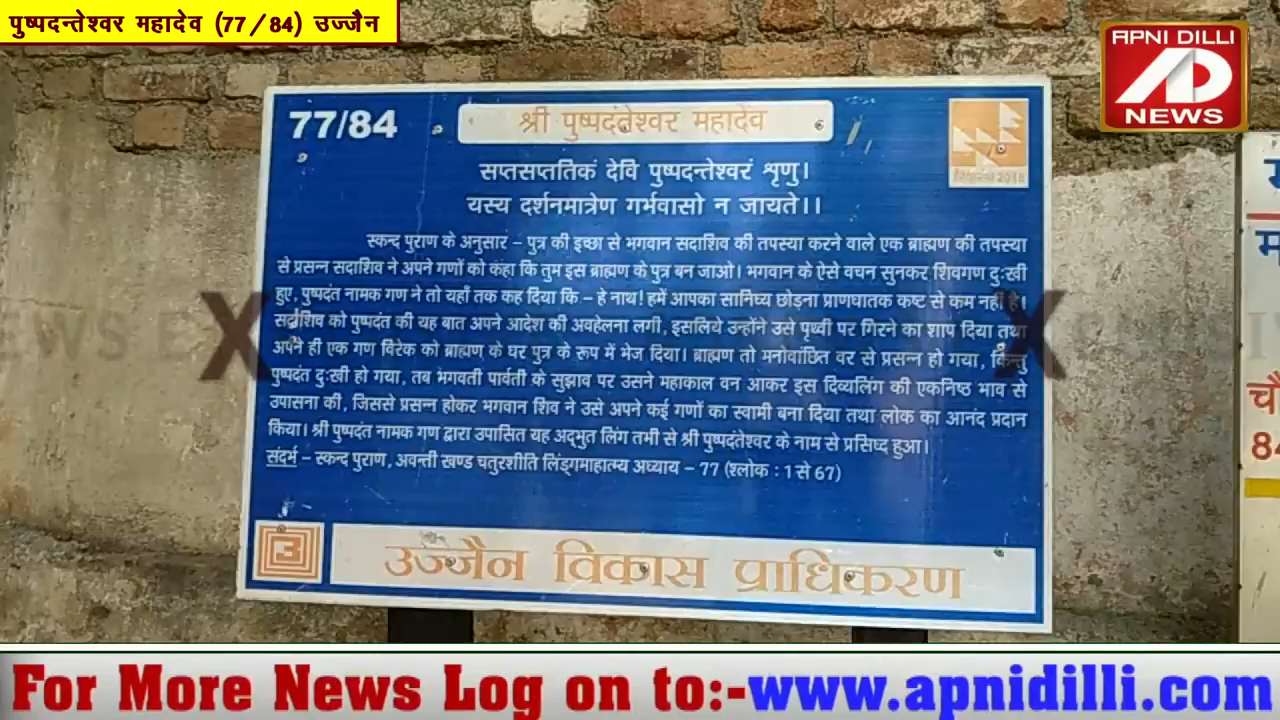 पुष्पदन्तेश्वर महादेव (77/84) उज्जैन
APNI DILLI
NEWS
77/84
श्री पुष्पदंतेश्वर महादेव
सप्तसप्ततिकं देवि पुष्पदन्तेश्वरं श्रृणु।
यस्य दर्शनमात्रेण गर्भवासो न जायते।।
स्कन्द पुराण के अनुसार – पुत्र की इच्छा से भगवान सदाशिव की तपस्या करने वाले एक ब्राह्मण की तपस्या
से प्रसन्न सदाशिव ने अपने गणों को कहा कि तुम इस ब्राह्मण के पुत्र बन जाओ। भगवान के ऐसे वचन सुनकर शिवगण दुःखी
हुए, पुष्पदंत नामक गण ने तो यहाँ तक कह दिया कि – हे नाथ! हमें आपका सानिध्य छोड़ना प्राणघातक कष्ट से कम नहीं है।
सदाशिव को पुष्पदंत की यह बात अपने आदेश की अवहेलना लगी, इसलिये उन्होंने उसे पृथ्वी पर गिरने का शाप दिया तथा
अपने ही एक गण विरेक को ब्राह्मण के घर पुत्र के रूप में भेज दिया। ब्राह्मण तो मनोवांछित वर से प्रसन्न हो गया, किन्तु
पुष्पदंत दुःखी हो गया, तब भगवती पार्वती के सुझाव पर उसने महाकाल वन आकर इस दिव्यलिंग की एकनिष्ठ भाव से
उपासना की, जिससे प्रसन्न होकर भगवान शिव ने उसे अपने कई गणों का स्वामी बना दिया तथा लोक का आनंद प्रदान
किया। श्री पुष्पदंत नामक गण द्वारा उपासित यह अद्भुत लिंग तभी से श्री पुष्पदंतेश्वर के नाम से प्रसिध्द हुआ।
संदर्भ – स्कन्द पुराण, अवन्ती खण्ड चतुरशीति लिङ्गमाहात्म्य अध्याय – 77 (श्लोक : 1 से 67)
उज्जैन विकास प्राधिकरण
For More News Log on to:-www.apnidilli.com